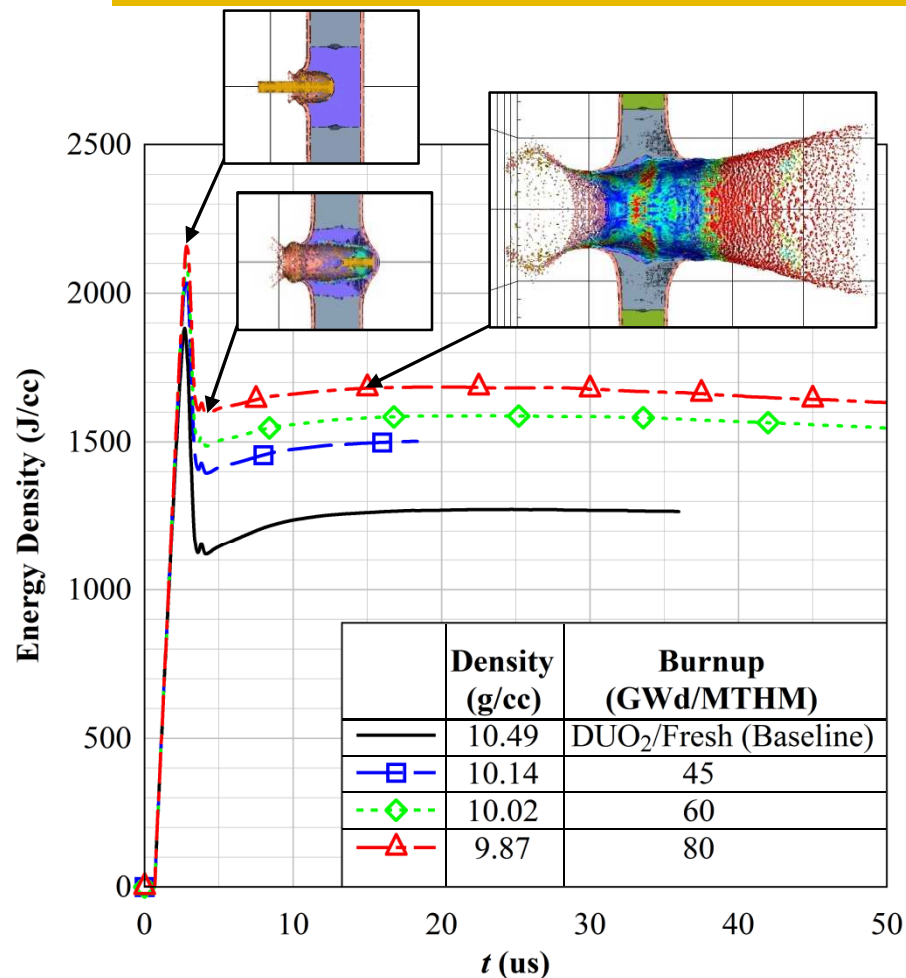 2500
2000
1500
1000
500
0
Energy Density (J/cc)
Density (g/cc) Burnup (GWd/MTHM)
10.49 DUO₂/Fresh (Baseline)
10.14 45
10.02 60
9.87 80
0 10 20 30 40 50
t (us)